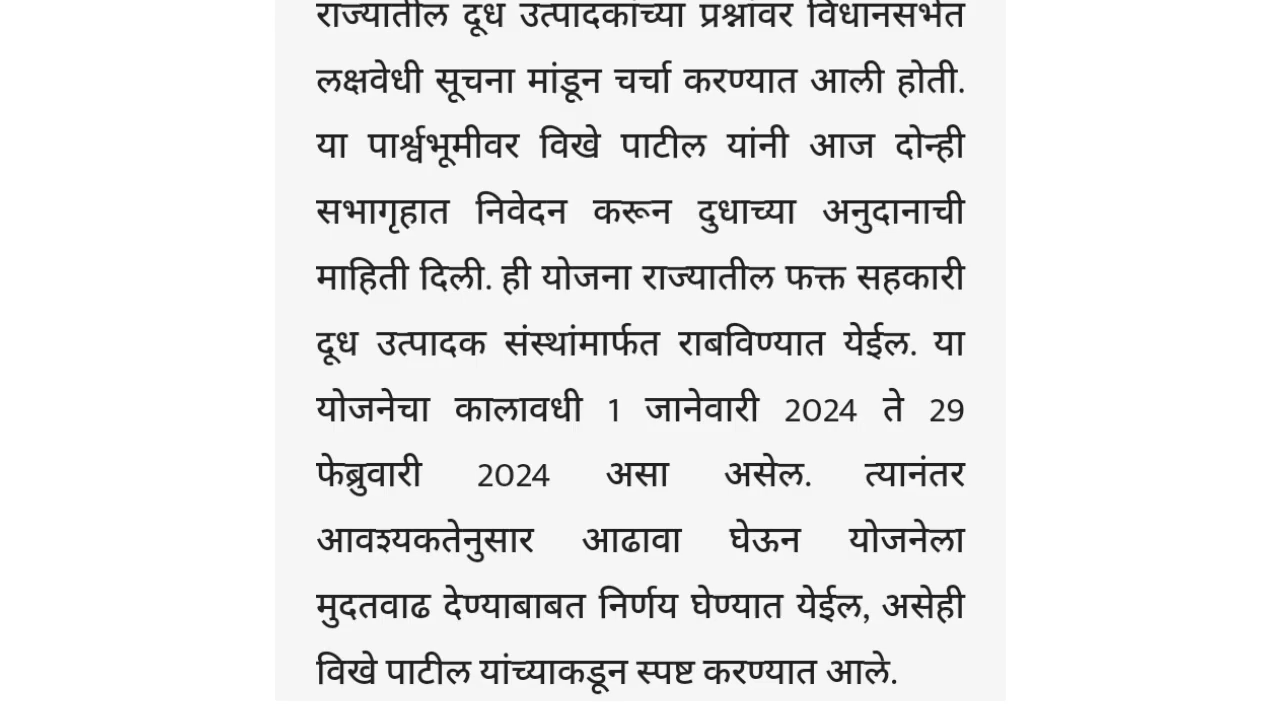 राज्यातील दूध उत्पादकांच्या प्रश्नांवर विधानसभेत
लक्षवेधी सूचना मांडून चर्चा करण्यात आली होती.
या पार्श्वभूमीवर विखे पाटील यांनी आज दोन्ही
सभागृहात निवेदन करून दुधाच्या अनुदानाची
माहिती दिली. ही योजना राज्यातील फक्त सहकारी
दूध उत्पादक संस्थांमार्फत राबविण्यात येईल. या
योजनेचा कालावधी 1 जानेवारी 2024 ते 29
फेब्रुवारी 2024 असा असेल. त्यानंतर
आवश्यकतेनुसार आढावा घेऊन योजनेला
मुदतवाढ देण्याबाबत निर्णय घेण्यात येईल, असेही
विखे पाटील यांच्याकडून स्पष्ट करण्यात आले.